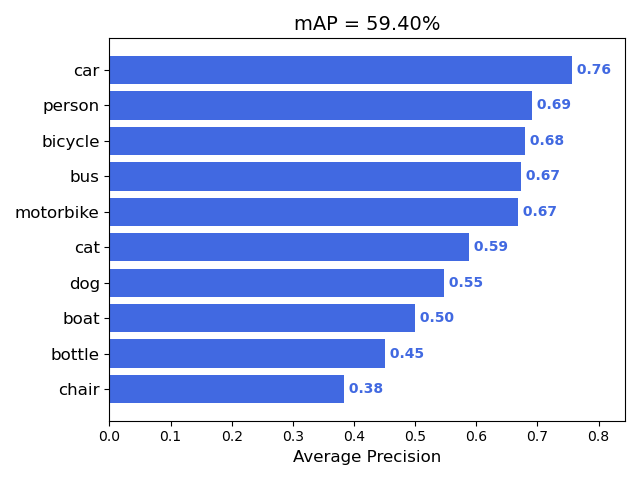 mAP = 59.40%
car 0.76
person 0.69
bicycle 0.68
bus 0.67
motorbike 0.67
cat 0.59
dog 0.55
boat 0.50
bottle 0.45
chair 0.38
0.0 0.1 0.2 0.3 0.4 0.5 0.6 0.7 0.8
Average Precision